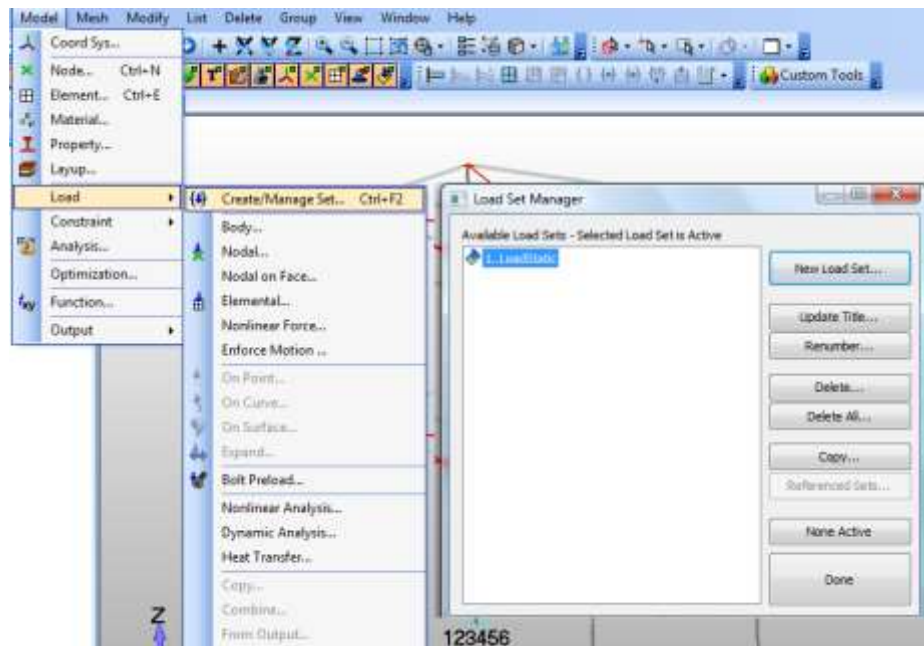 Model Mesh Modify List Delete Group View Window Help
Coord Sys...
Node... Ctrl+N
Element... Ctrl+E
Material...
Property...
Layup...
Load
Constraint
Analysis...
Optimization...
Function...
Output
Custom Tools
Create/Manage Set... Ctrl+F2
Body...
Nodal...
Nodal on Face...
Elemental...
Nonlinear Force...
Enforce Motion ...
On Point...
On Curve...
On Surface...
Expand...
Bolt Preload...
Nonlinear Analysis...
Dynamic Analysis...
Heat Transfer...
Copy...
Combine...
From Output...
Load Set Manager
Available Load Sets - Selected Load Set is Active
1..LoadStatic
New Load Set...
Update Title...
Renumber...
Delete...
Delete All...
Copy...
Referenced Sets...
None Active
Done
Z
123456